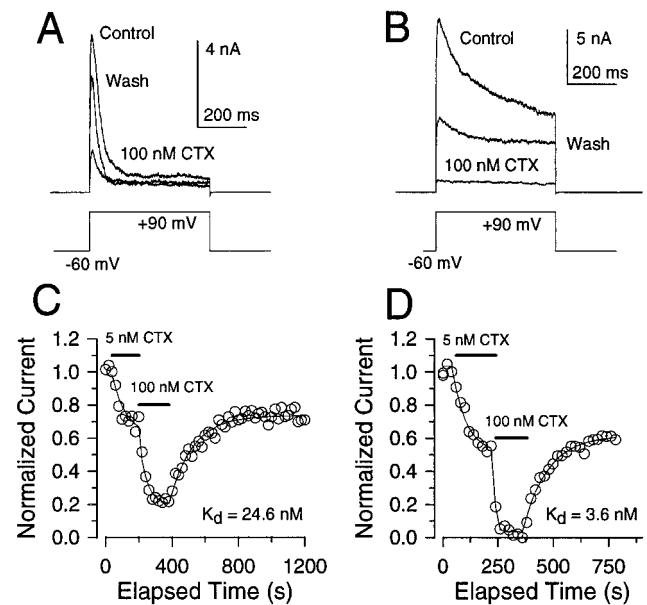 A
Control
4 nA
Wash
200 ms
100 nM CTX
+90 mV
-60 mV
B
Control
5 nA
200 ms
Wash
100 nM CTX
+90 mV
-60 mV
C
Normalized Current
1.2
1.0
0.8
0.6
0.4
0.2
0.0
5 nM CTX
100 nM CTX
Kd = 24.6 nM
0 400 800 1200
Elapsed Time (s)
D
Normalized Current
1.2
1.0
0.8
0.6
0.4
0.2
0.0
5 nM CTX
100 nM CTX
Kd = 3.6 nM
0 250 500 750
Elapsed Time (s)